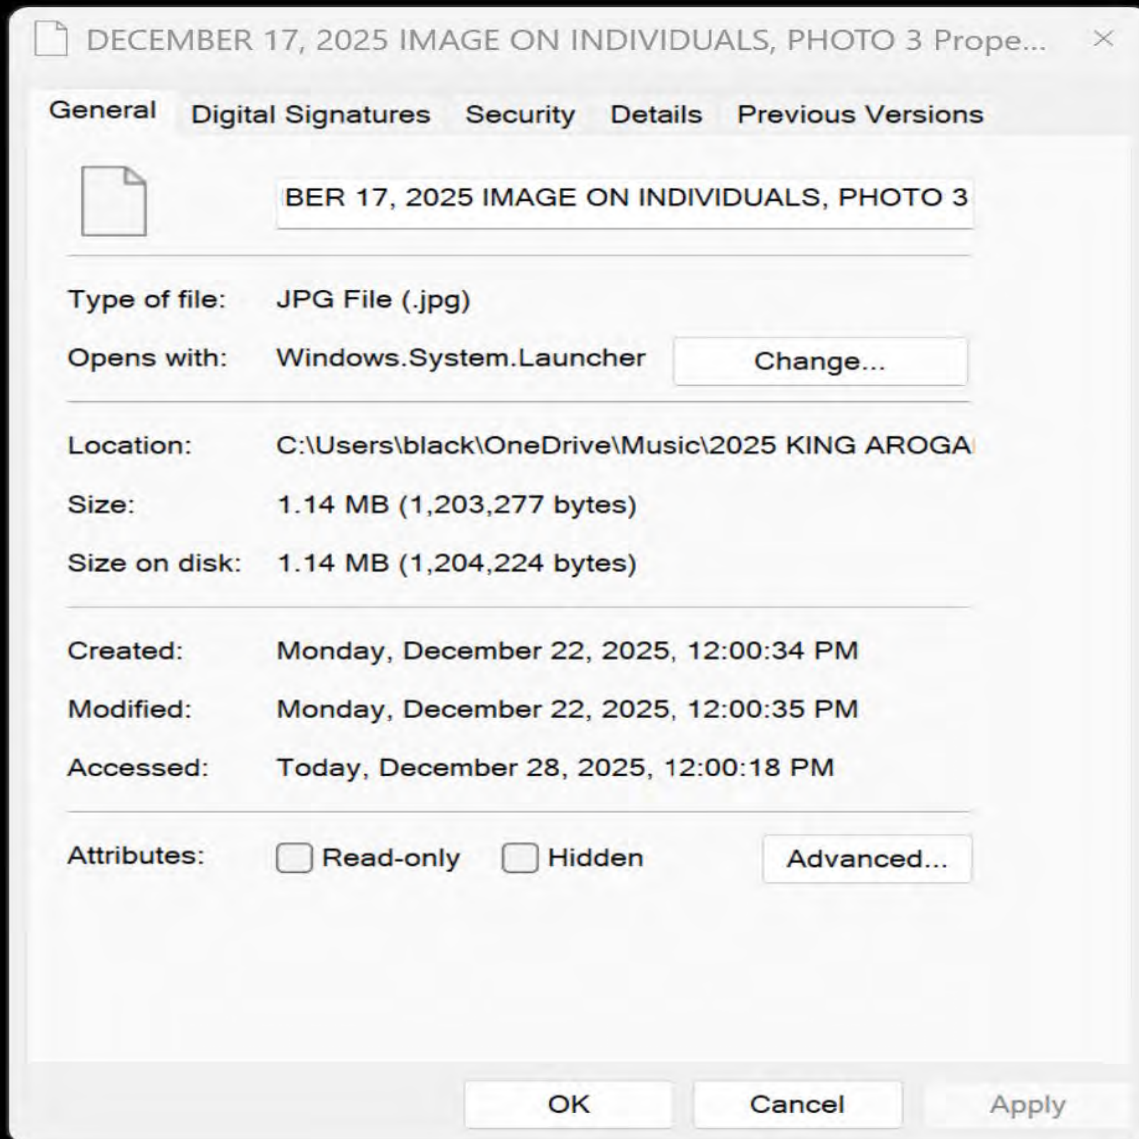 DECEMBER 17, 2025 IMAGE ON INDIVIDUALS, PHOTO 3 Prope...
General Digital Signatures Security Details Previous Versions
BER 17, 2025 IMAGE ON INDIVIDUALS, PHOTO 3
Type of file: JPG File (.jpg)
Opens with: Windows.System.Launcher Change...
Location: C:\Users\black\OneDrive\Music\2025 KING AROGA
Size: 1.14 MB (1,203,277 bytes)
Size on disk: 1.14 MB (1,204,224 bytes)
Created: Monday, December 22, 2025, 12:00:34 PM
Modified: Monday, December 22, 2025, 12:00:35 PM
Accessed: Today, December 28, 2025, 12:00:18 PM
Attributes: Read-only Hidden Advanced...
OK Cancel Apply